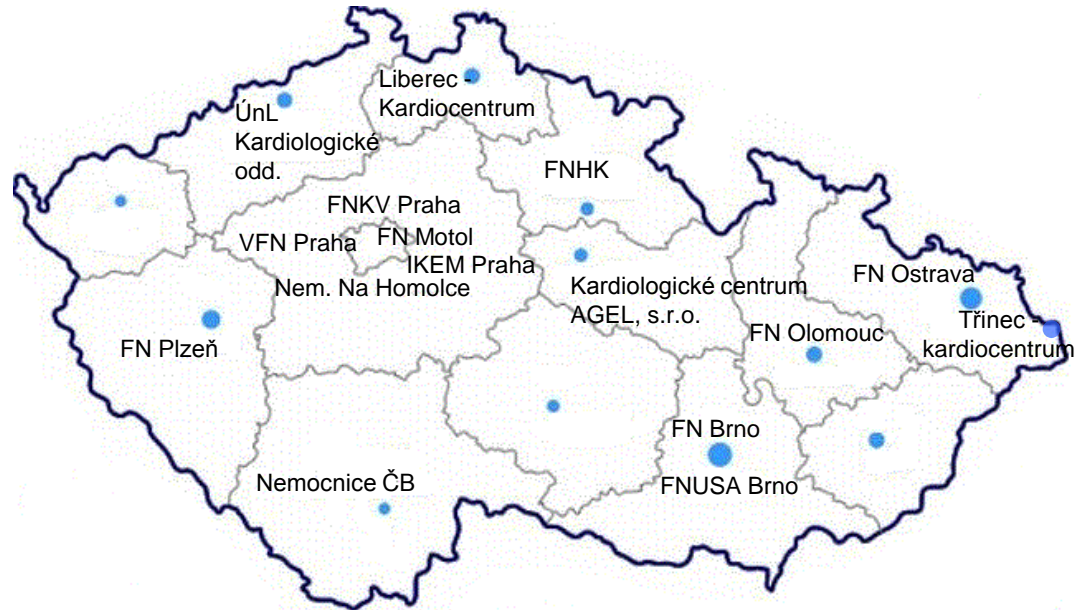 Liberec -
Kardiocentrum
ÚnL
Kardiologické
odd.
FNHK
FNKV Praha
VFN Praha
FN Motol
IKEM Praha
Nem. Na Homolce
Kardiologické centrum
AGEL, s.r.o.
FN Ostrava
Třinec -
kardiocentrum
FN Olomouc
FN Plzeň
FN Brno
FNUSA Brno
Nemocnice ČB